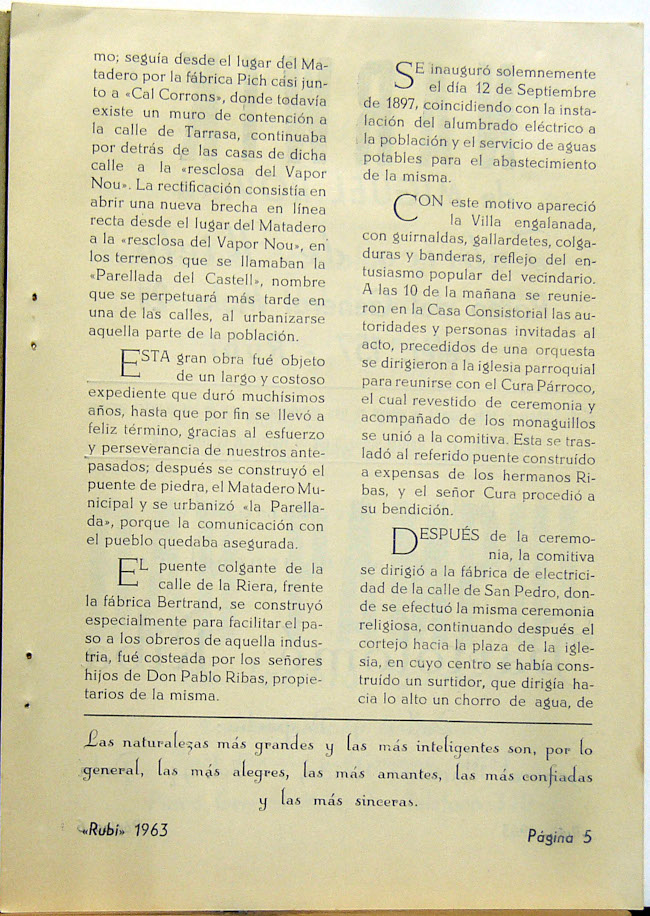 mo; seguía desde el lugar del Ma-
tadero por la fábrica Pich casi jun-
to a «Cal Corrons», donde todavía
existe un muro de contención a
la calle de Tarrasa, continuaba
por detrás de las casas de dicha
calle a la «resclosa del Vapor
Nou». La rectificación consistía en
abrir una nueva brecha en línea
recta desde el lugar del Matadero
a la «resclosa del Vapor Nou», en
los terrenos que se llamaban la
«Parellada del Castell», nombre
que se perpetuará más tarde en
una de las calles, al urbanizarse
aquella parte de la población.
ESTA gran obra fué objeto
de un largo y costoso
expediente que duró muchísimos
años, hasta que por fin se llevó a
feliz término, gracias al esfuerzo
y perseverancia de nuestros ante-
pasados; después se construyó el
puente de piedra, el Matadero Mu-
nicipal y se urbanizó «la Parella-
da», porque la comunicación con
el pueblo quedaba asegurada.
EL puente colgante de la
calle de la Riera, frente
la fábrica Bertrand, se construyó
especialmente para facilitar el pa-
so a los obreros de aquella indus-
tria, fué costeada por los señores
hijos de Don Pablo Ribas, propie-
tarios de la misma.
SE inauguró solemnemente
el día 12 de Septiembre
de 1897, coincidiendo con la insta-
lación del alumbrado eléctrico a
la población y el servicio de aguas
potables para el abastecimiento
de la misma.
CON este motivo apareció
la Villa engalanada,
con guirnaldas, gallardetes, colga-
duras y banderas, reflejo del en-
tusiasmo popular del vecindario.
A las 10 de la mañana se reunie-
ron en la Casa Consistorial las au-
toridades y personas invitadas al
acto, precedidos de una orquesta
se dirigieron a la iglesia parroquial
para reunirse con el Cura Párroco,
el cual revestido de ceremonia y
acompañado de los monaguillos
se unió a la comitiva. Esta se tras-
ladó al referido puente construído
a expensas de los hermanos Ri-
bas, y el señor Cura procedió a
su bendición.
DESPUÉS de la ceremo-
nia, la comitiva
se dirigió a la fábrica de electrici-
dad de la calle de San Pedro, don-
de se efectuó la misma ceremonia
religiosa, continuando después el
cortejo hacia la plaza de la igle-
sia, en cuyo centro se había cons-
truído un surtidor, que dirigía ha-
cia lo alto un chorro de agua, de
Las naturalezas más grandes y las más inteligentes son, por lo
general, las más alegres, las más amantes, las más confiadas
y las más sinceras.
«Rubi» 1963
Página 5